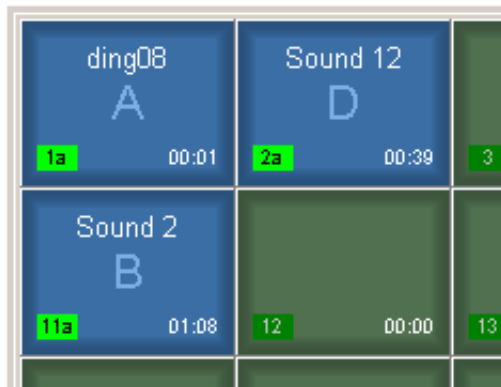 ding08
A
1a 00:01
Sound 12
D
2a 00:39
3
Sound 2
B
11a 01:08
12 00:00
13